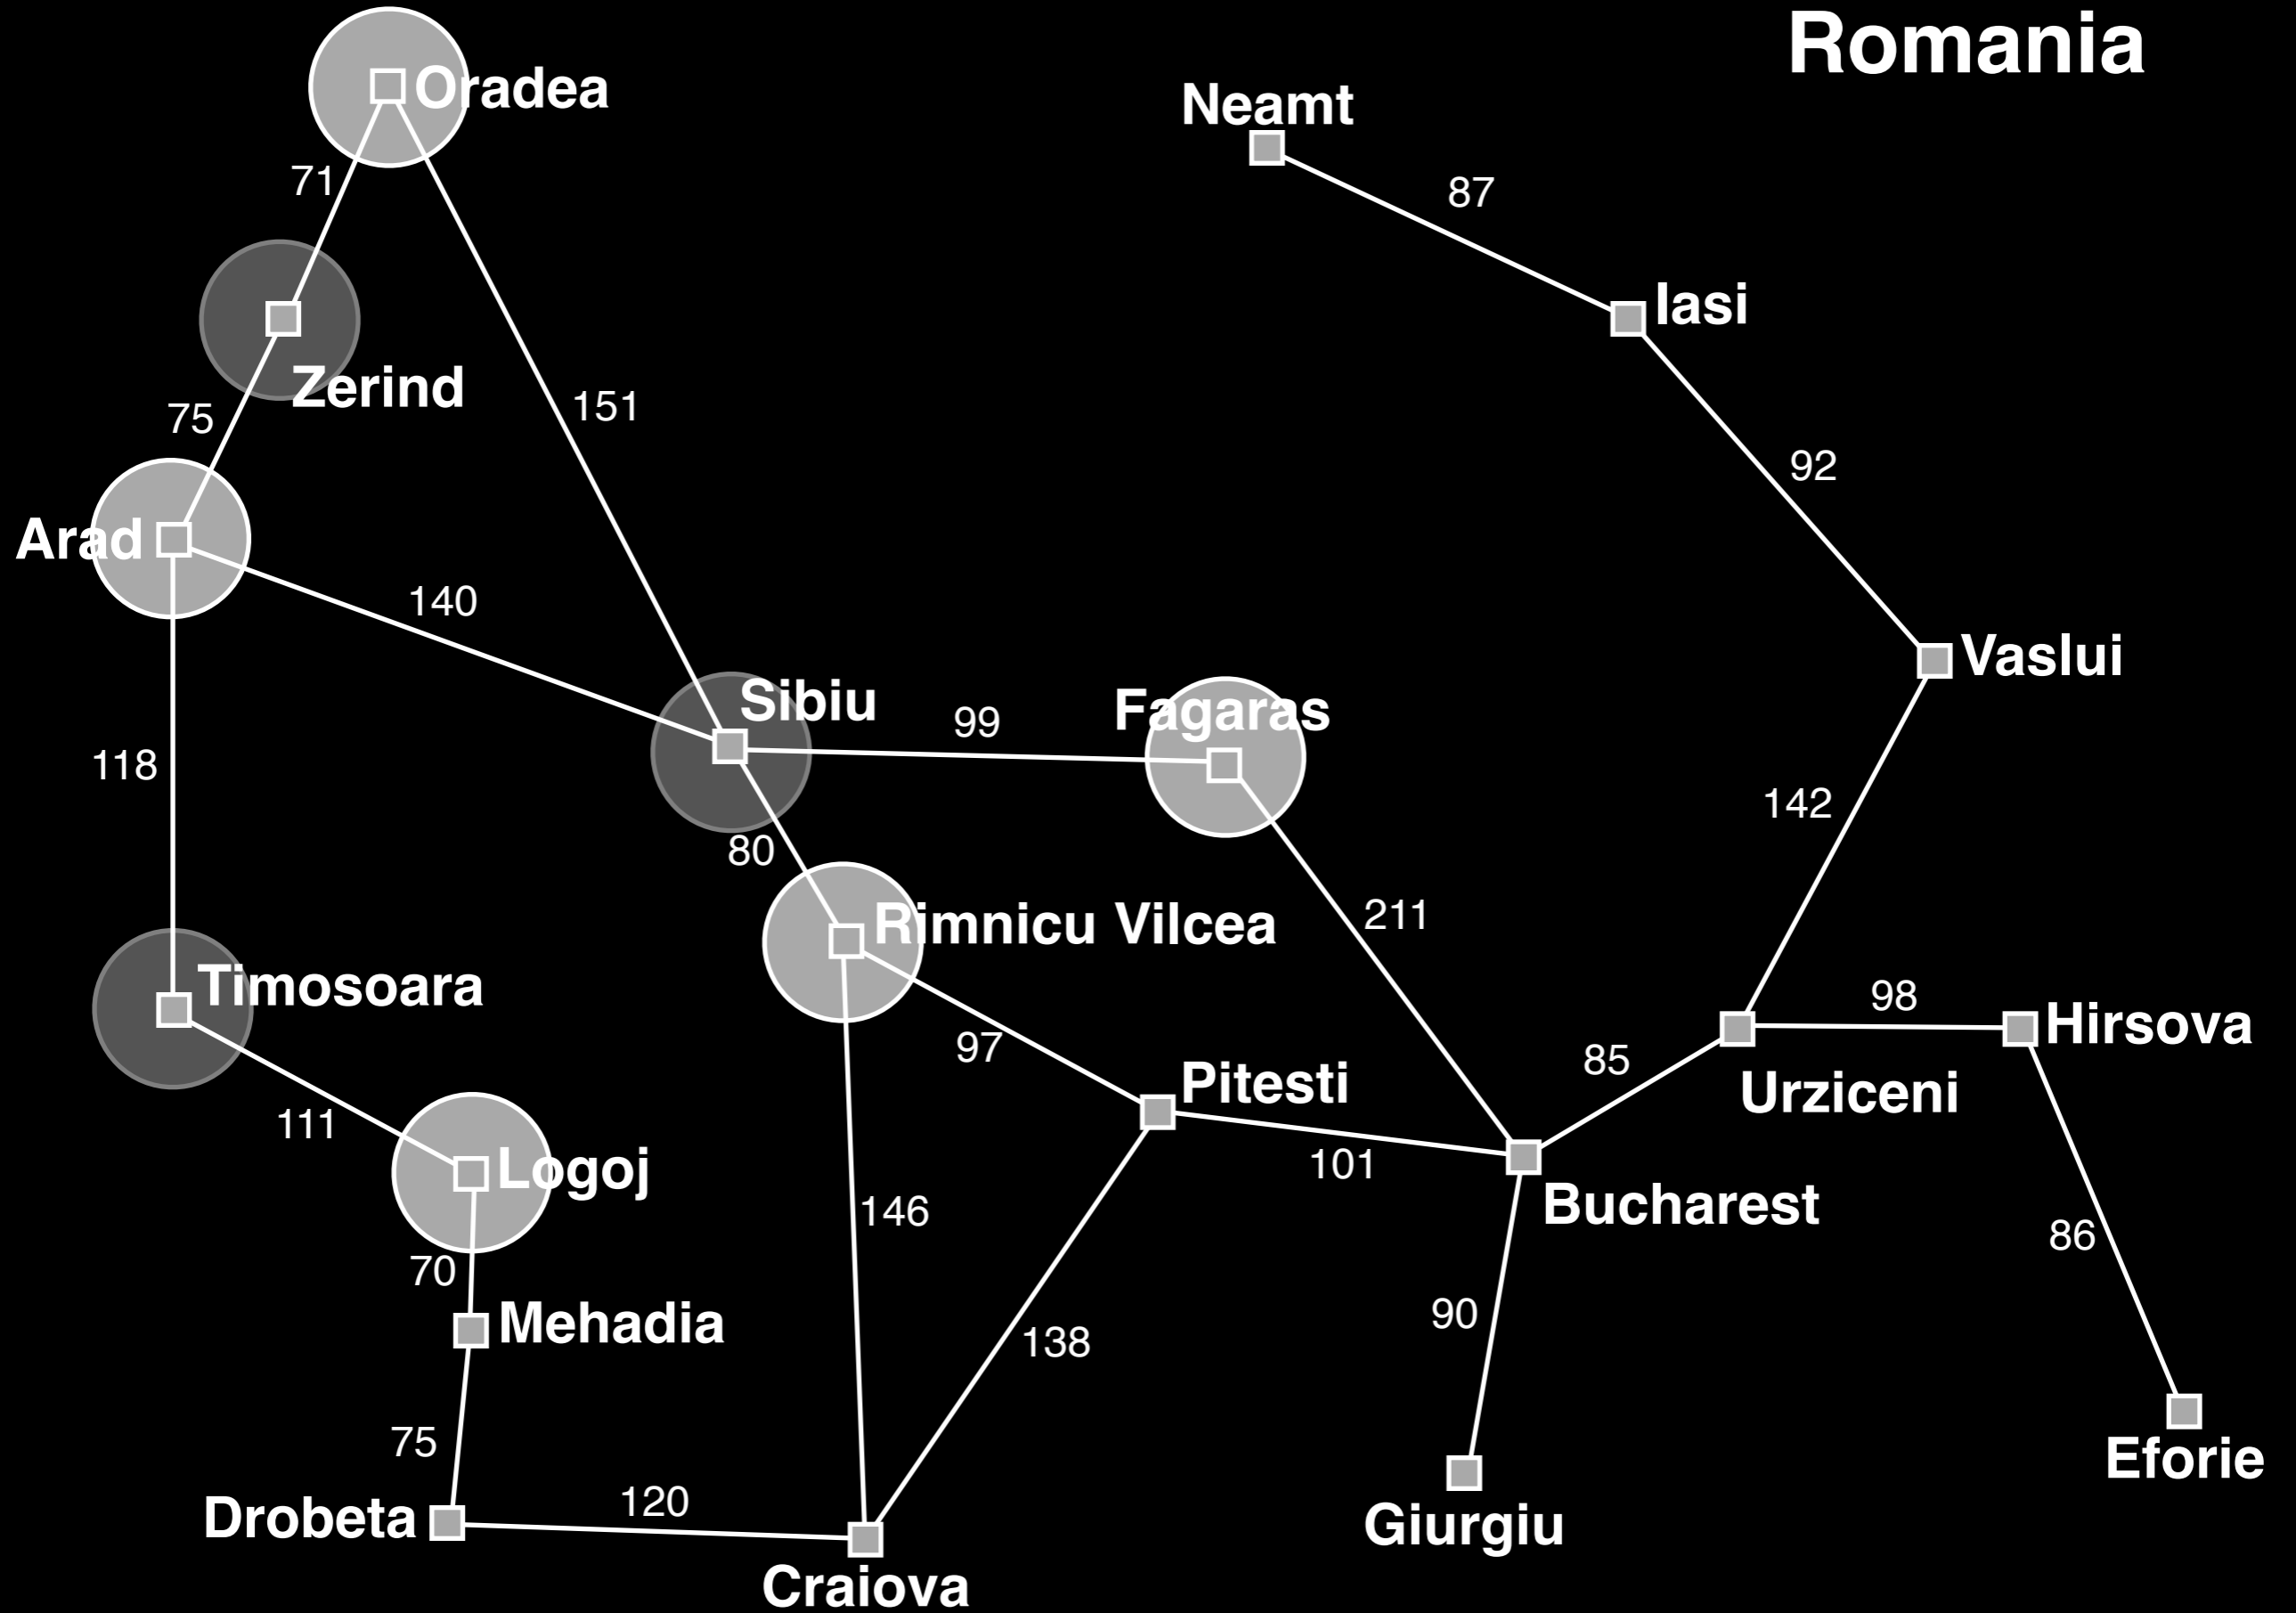 Romania
Oradea
Neamt
71
87
Iasi
Zerind
151
75
92
Arad
140
Vaslui
Sibiu
Fagaras
99
118
142
80
Rimnicu Vilcea
211
Timosoara
98
Hirsova
97
85
Pitesti
Urziceni
111
Logoj
101
Bucharest
146
86
70
Mehadia
90
138
75
Eforie
120
Drobeta
Giurgiu
Craiova